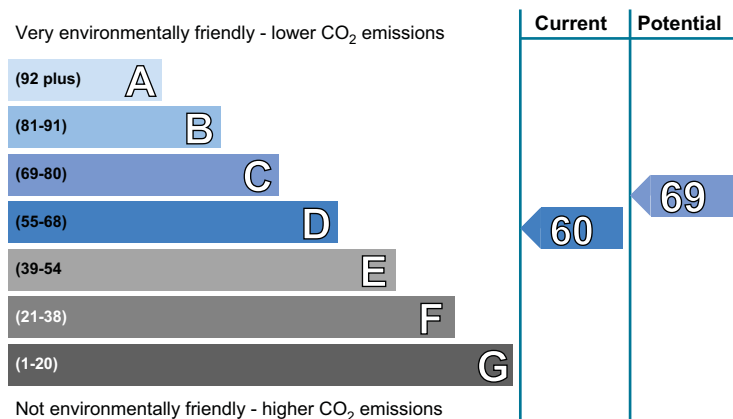 Current Potential
Very environmentally friendly - lower CO₂ emissions
(92 plus) A
(81-91) B
(69-80) C
69
(55-68) D
60
(39-54 E
(21-38) F
(1-20) G
Not environmentally friendly - higher CO₂ emissions